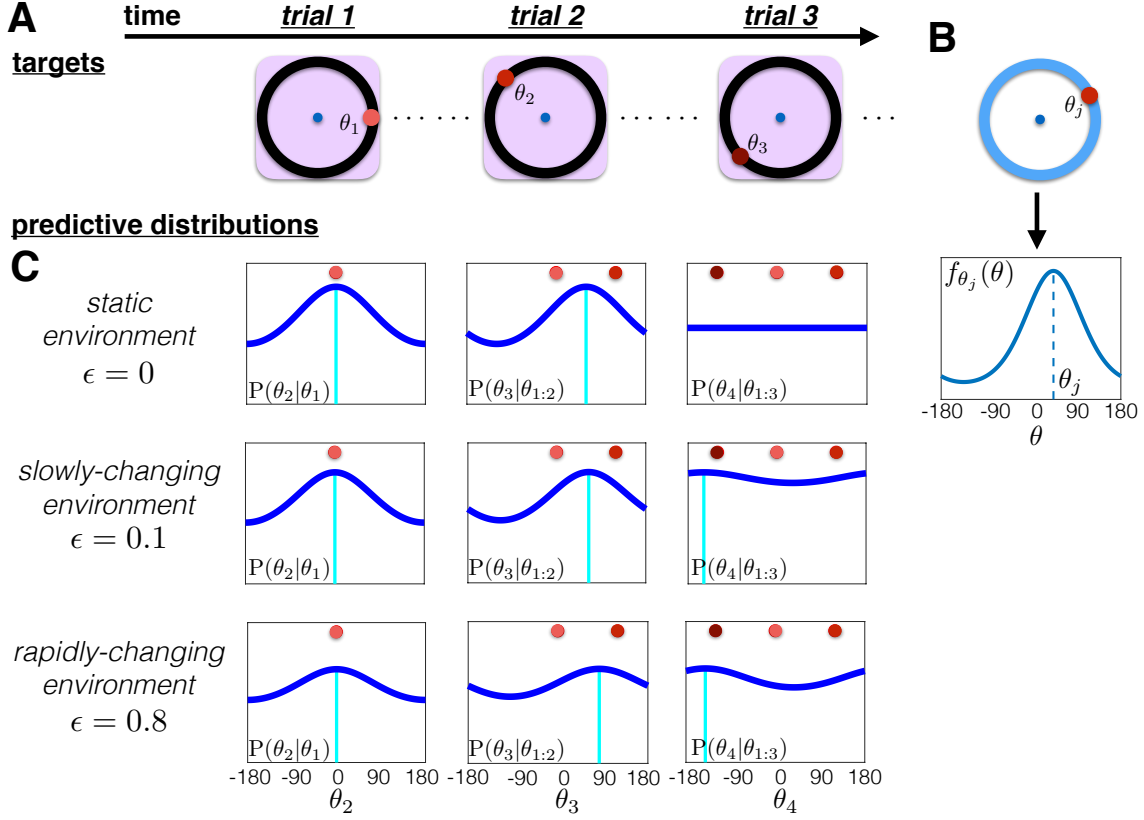 A
time
trial 1
trial 2
trial 3
targets
θ₁
· · · · · ·
θ₂
· · · · · ·
θ₃
· · ·
B
θⱼ
predictive distributions
C
static
environment
ϵ = 0
P(θ₂|θ₁)
P(θ₃|θ₁:₂)
P(θ₄|θ₁:₃)
f_θⱼ(θ)
θⱼ
-180 -90 0 90 180
θ
slowly-changing
environment
ϵ = 0.1
P(θ₂|θ₁)
P(θ₃|θ₁:₂)
P(θ₄|θ₁:₃)
rapidly-changing
environment
ϵ = 0.8
P(θ₂|θ₁)
P(θ₃|θ₁:₂)
P(θ₄|θ₁:₃)
-180 -90 0 90 180
-180 -90 0 90 180
-180 -90 0 90 180
θ₂
θ₃
θ₄